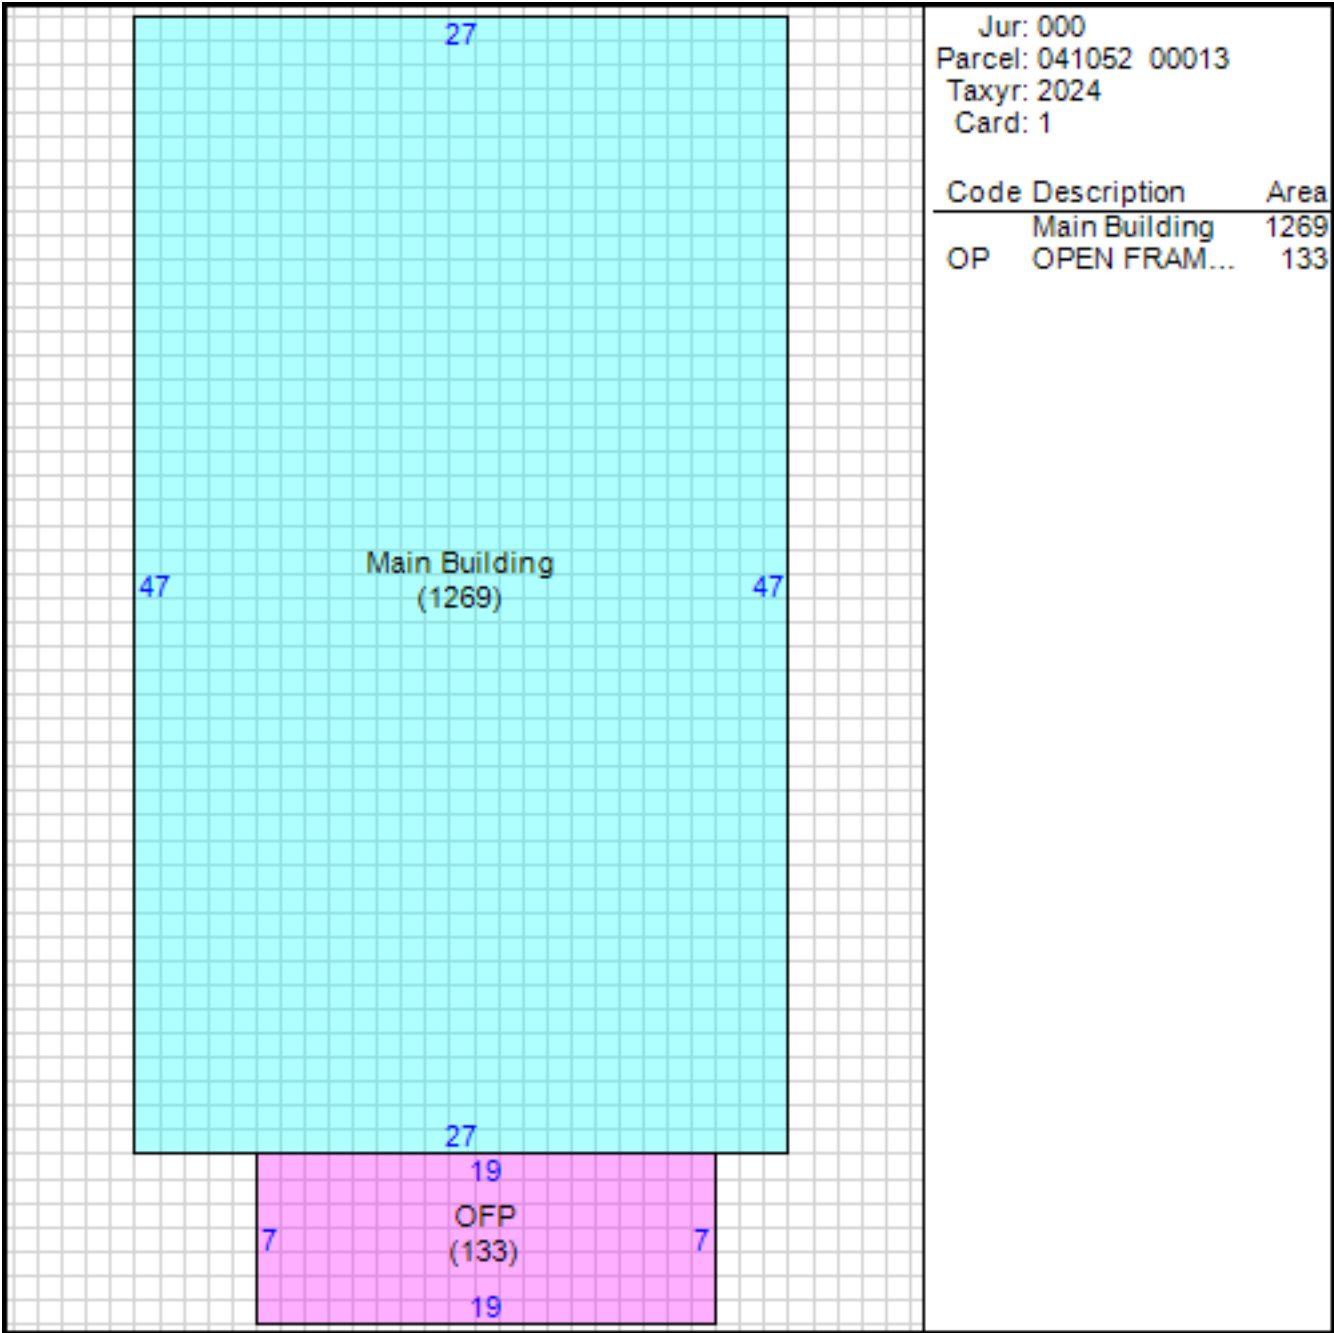 27
47
Main Building
(1269)
47
27
19
OFP
(133)
7
7
19
Jur: 000
Parcel: 041052 00013
Taxyr: 2024
Card: 1
Code Description Area
Main Building 1269
OP OPEN FRAM... 133